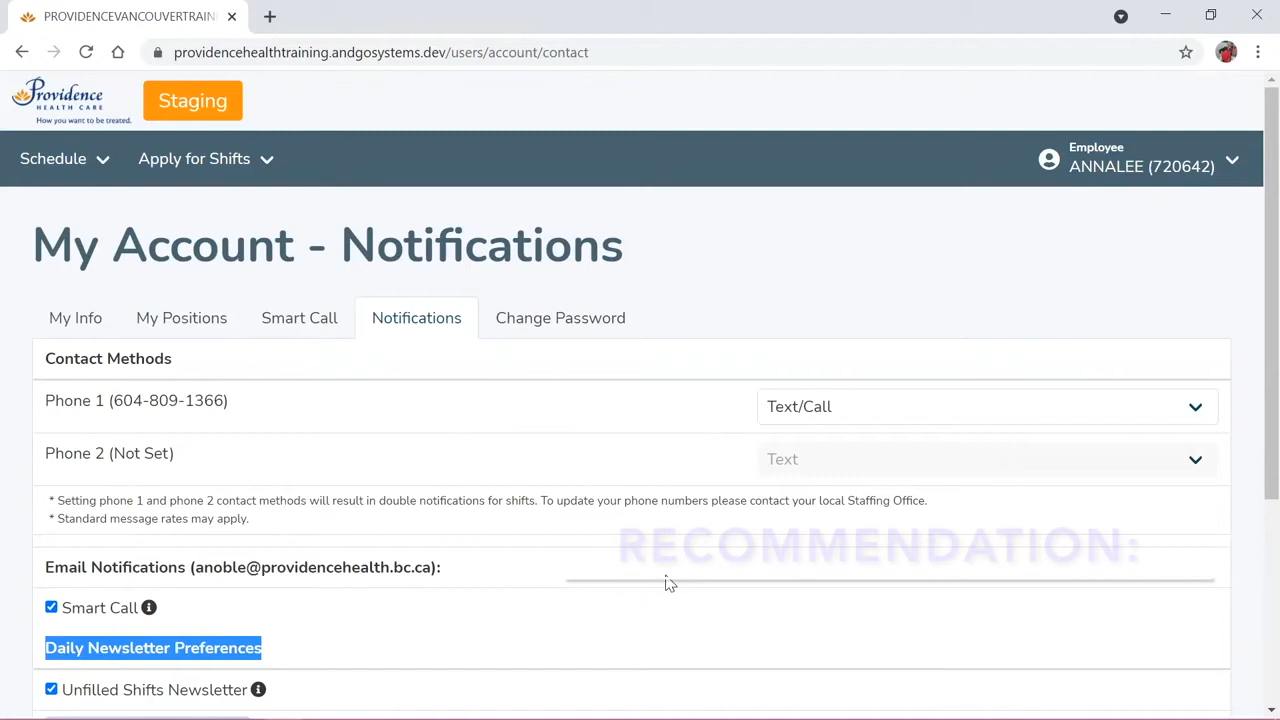 PROVIDENCEVANCOUVERTRAIN
providencehealthtraining.andgosystems.dev/users/account/contact
Providence
HEALTH CARE
How you want to be treated.
Staging
Schedule
Apply for Shifts
Employee
ANNALEE (720642)
My Account - Notifications
My Info
My Positions
Smart Call
Notifications
Change Password
Contact Methods
Phone 1 (604-809-1366)
Text/Call
Phone 2 (Not Set)
Text
* Setting phone 1 and phone 2 contact methods will result in double notifications for shifts. To update your phone numbers please contact your local Staffing Office.
* Standard message rates may apply.
RECOMMENDATION:
Email Notifications (anoble@providencehealth.bc.ca):
Smart Call
Daily Newsletter Preferences
Unfilled Shifts Newsletter